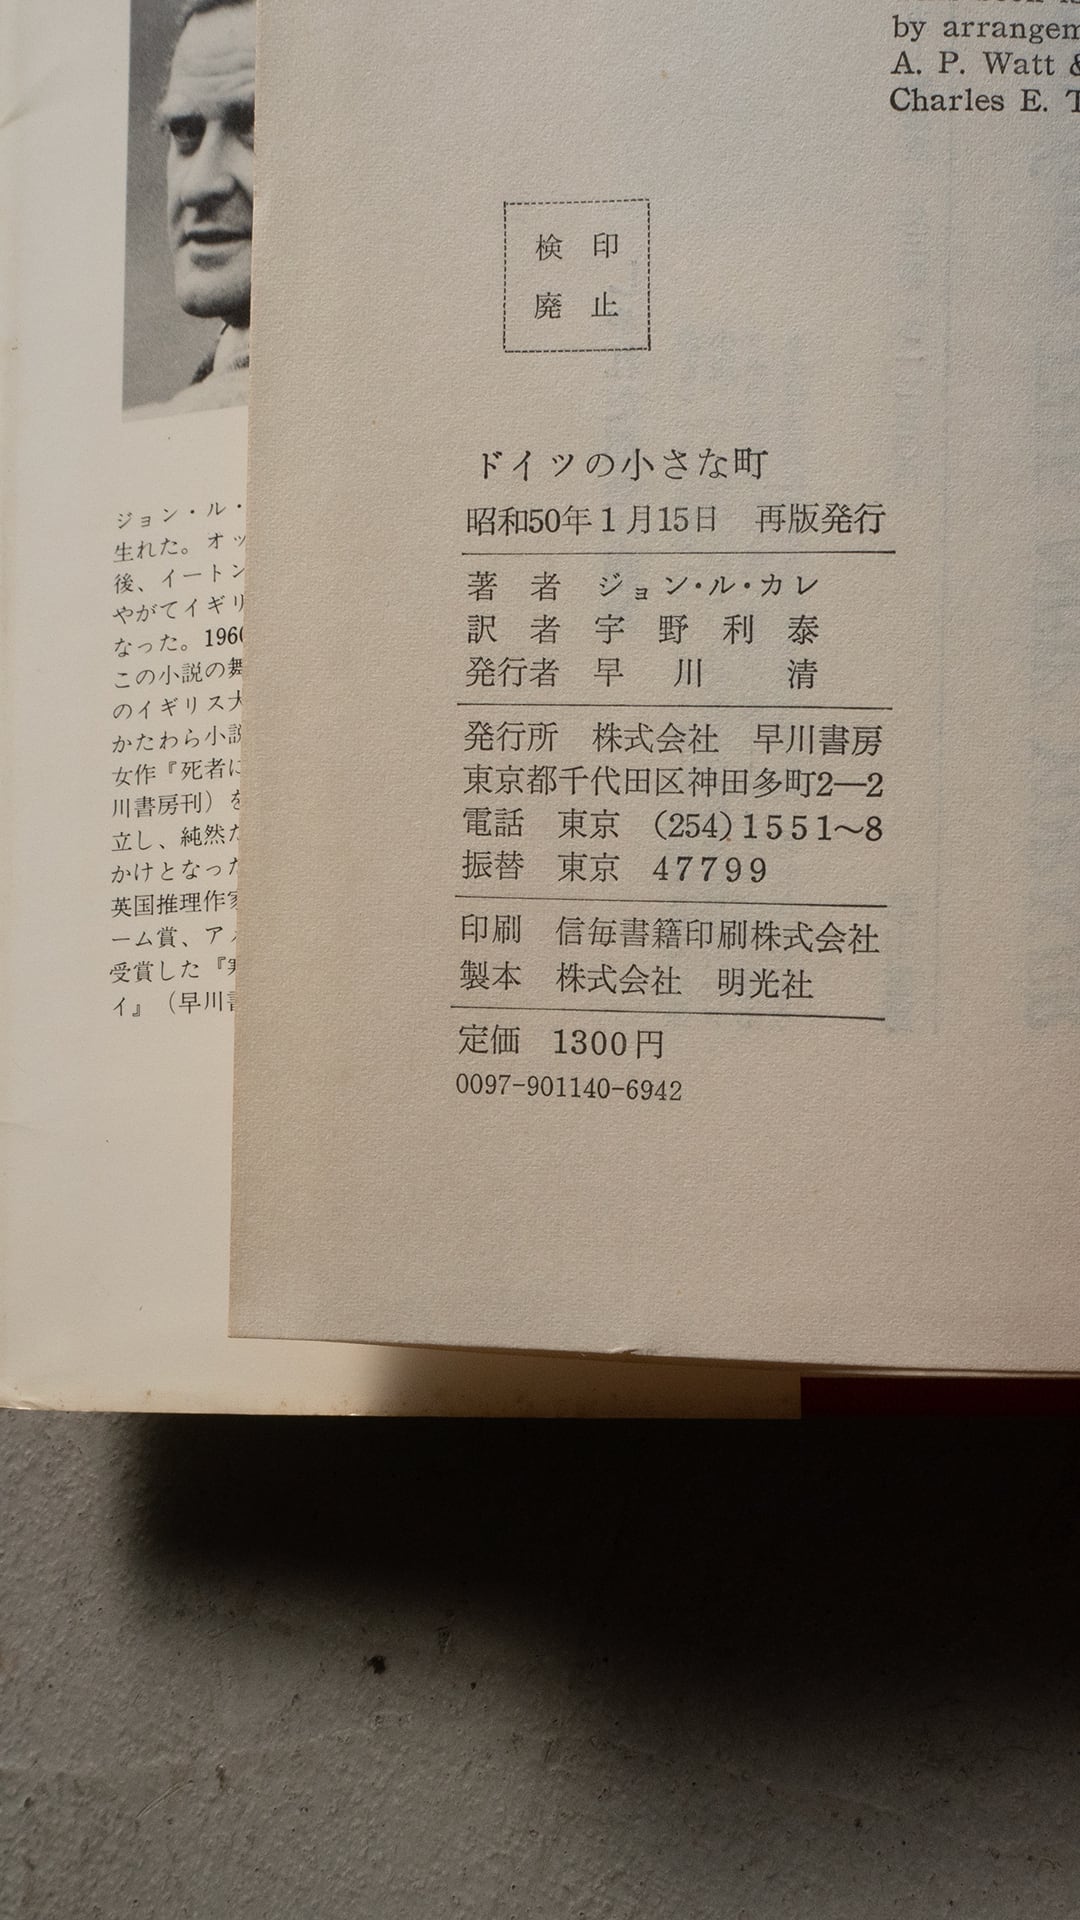 by
A. P. Watt &
Charles E.
検印
廃止
ドイツの小さな町
昭和50年1月15日 再版発行
著者 ジョン・ル・カレ
訳者 宇野利泰
発行者 早川 清
発行所 株式会社 早川書房
東京都千代田区神田多町2―2
電話 東京 (254)1551〜8
振替 東京 47799
印刷 信毎書籍印刷株式会社
製本 株式会社 明光社
定価 1300円
0097-901140-6942
ジョン・ル・
生れた。オッ
後、イートン
やがてイギリ
なった。196
この小説の舞
のイギリス大
かたわら小説
女作『死者に
川書房刊）を
立し、純然た
かけとなった
英国推理作家
ーム賞、ア
受賞した『
イ』（早川書